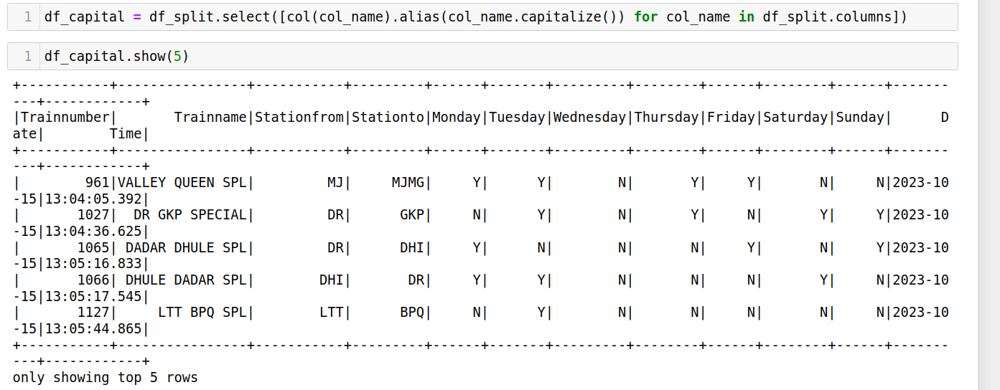 1 df_capital = df_split.select([col(col_name).alias(col_name.capitalize()) for col_name in df_split.columns])
1 df_capital.show(5)
+-----------+----------------+-----------+---------+------+-------+---------+--------+------+--------+------+-------
---+------------+
|Trainnumber|       Trainname|Stationfrom|Stationto|Monday|Tuesday|Wednesday|Thursday|Friday|Saturday|Sunday|      D
ate|        Time|
+-----------+----------------+-----------+---------+------+-------+---------+--------+------+--------+------+-------
---+------------+
|        961|VALLEY QUEEN SPL|         MJ|     MJMG|     Y|      Y|        N|       Y|     Y|       N|     N|2023-10
-15|13:04:05.392|
|       1027|  DR GKP SPECIAL|         DR|      GKP|     N|      Y|        N|       Y|     N|       Y|     Y|2023-10
-15|13:04:36.625|
|       1065| DADAR DHULE SPL|         DR|      DHI|     Y|      N|        N|       N|     Y|       N|     Y|2023-10
-15|13:05:16.833|
|       1066| DHULE DADAR SPL|        DHI|       DR|     Y|      Y|        N|       N|     N|       Y|     N|2023-10
-15|13:05:17.545|
|       1127|     LTT BPQ SPL|        LTT|      BPQ|     N|      Y|        N|       N|     N|       N|     N|2023-10
-15|13:05:44.865|
+-----------+----------------+-----------+---------+------+-------+---------+--------+------+--------+------+-------
---+------------+
only showing top 5 rows